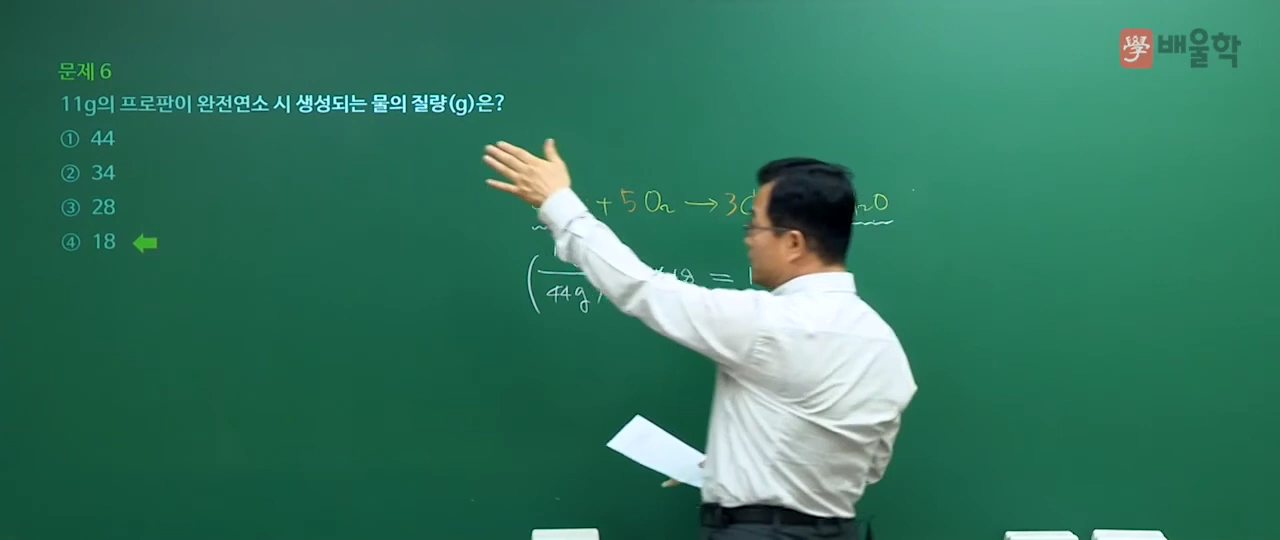 學 배울학
문제 6
11g의 프로판이 완전연소 시 생성되는 물의 질량(g)은?
① 44
② 34
③ 28
④ 18
+ 5O₂ → 3C
44g
=